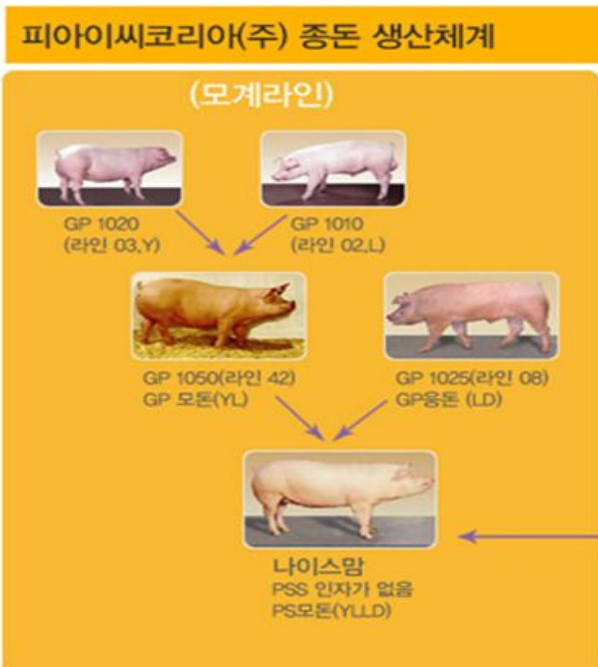 피아이씨코리아(주) 종돈 생산체계
(모계라인)
GP 1020
(라인 03,Y)
GP 1010
(라인 02,L)
GP 1050(라인 42)
GP 모돈(YL)
GP 1025(라인 08)
GP웅돈 (LD)
나이스맘
PSS 인자가 없음
PS모돈(YLLD)